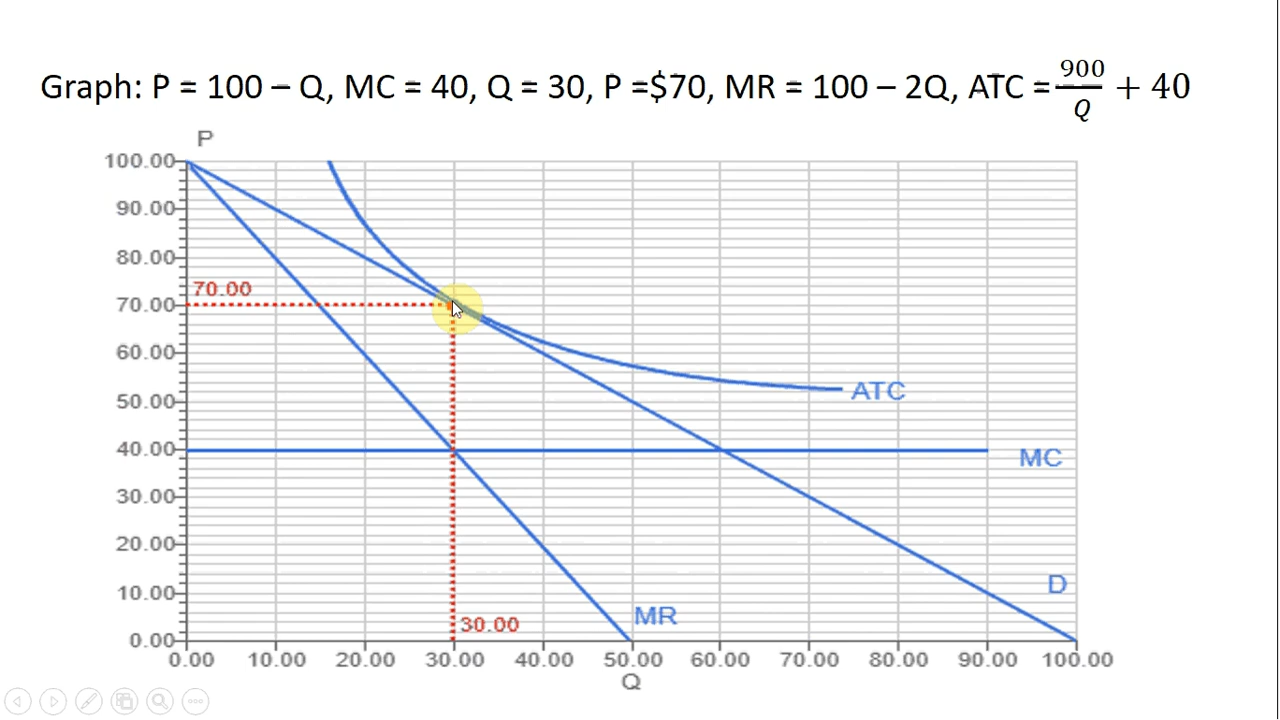 Graph: P = 100 – Q, MC = 40, Q = 30, P =$70, MR = 100 – 2Q, ATC = 900/Q + 40
P
100.00
90.00
80.00
70.00
70.00
60.00
ATC
50.00
40.00
MC
30.00
20.00
D
10.00
MR
30.00
0.00
0.00 10.00 20.00 30.00 40.00 50.00 60.00 70.00 80.00 90.00 100.00
Q